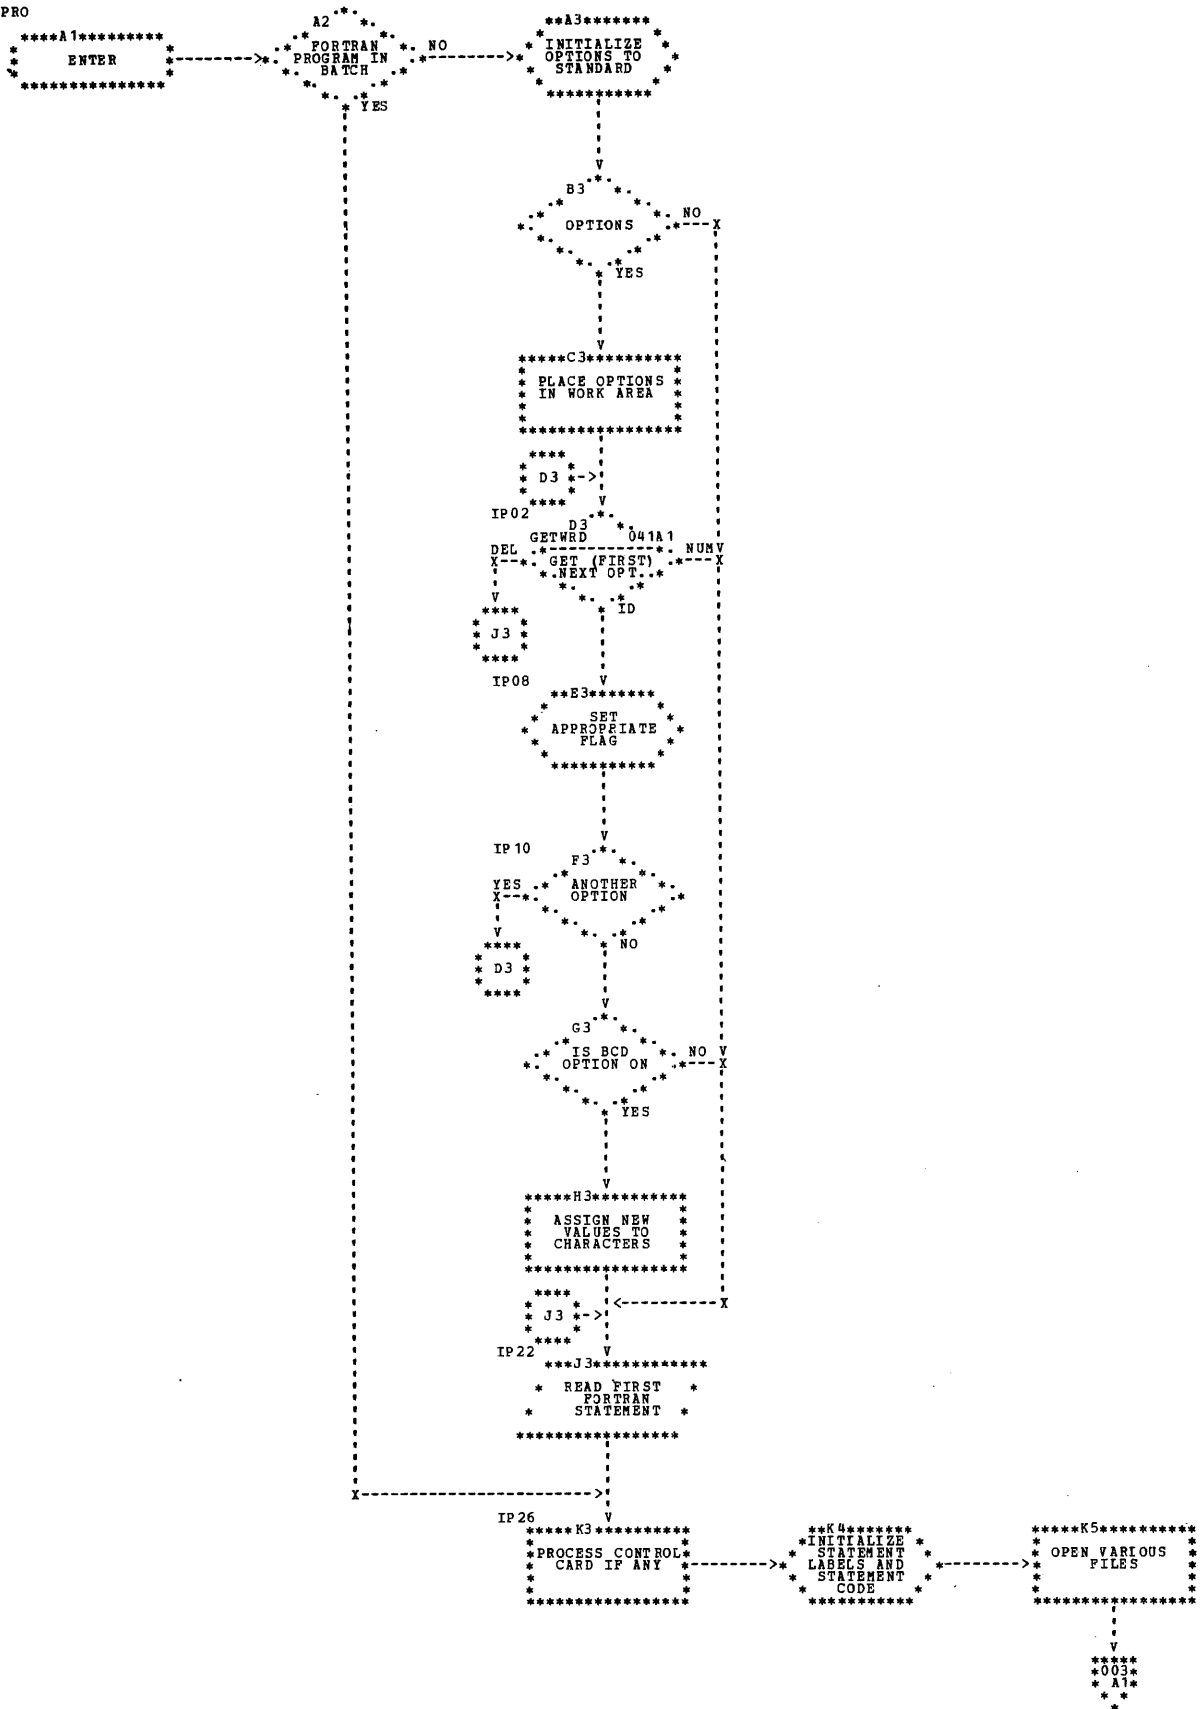 PRO
A1
ENTER
A2
FORTRAN
PROGRAM IN
BATCH
NO
YES
A3
INITIALIZE
OPTIONS TO
STANDARD
B3
OPTIONS
NO
YES
C3
PLACE OPTIONS
IN WORK AREA
D3
IP02
D3
GETWRD 041A1
DEL
GET (FIRST)
NEXT OPT.
NUM
ID
J3
IP08
E3
SET
APPROPRIATE
FLAG
IP10
F3
YES
ANOTHER
OPTION
NO
D3
G3
IS BCD
OPTION ON
NO
YES
H3
ASSIGN NEW
VALUES TO
CHARACTERS
J3
IP22
J3
READ FIRST
FORTRAN
STATEMENT
IP26
K3
PROCESS CONTROL
CARD IF ANY
K4
INITIALIZE
STATEMENT
LABELS AND
STATEMENT
CODE
K5
OPEN VARIOUS
FILES
003
A1